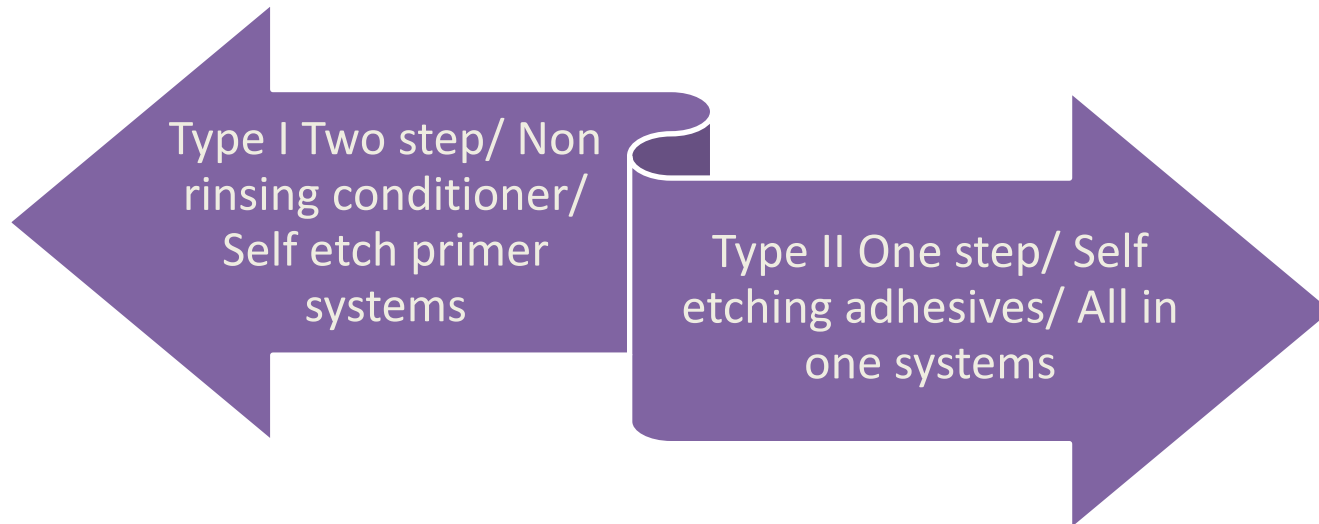 Type I Two step/ Non
rinsing conditioner/
Self etch primer
systems
Type II One step/ Self
etching adhesives/ All in
one systems